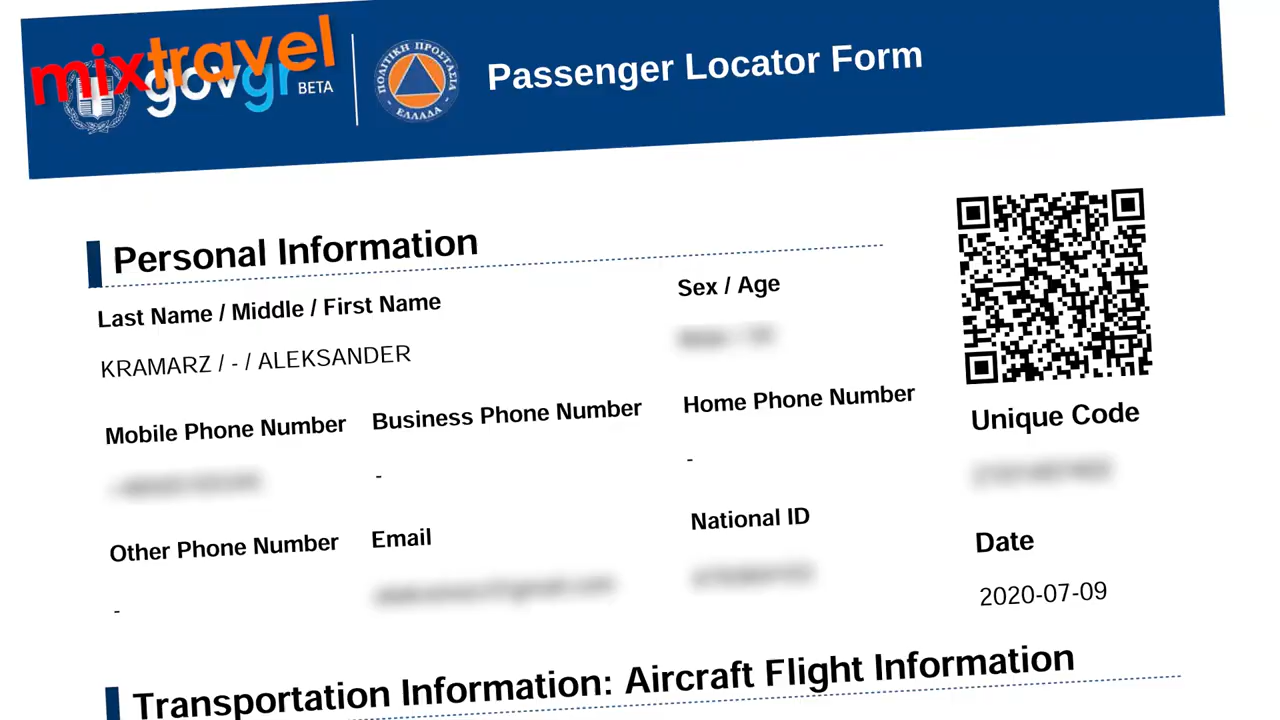 mixtravel
govgr BETA
ΠΟΛΙΤΙΚΗ ΠΡΟΣΤΑΣΙΑ
- ΕΛΛΑΔΑ -
Passenger Locator Form
Personal Information
Last Name / Middle / First Name
Sex / Age
KRAMARZ / - / ALEKSANDER
Mobile Phone Number
Business Phone Number
Home Phone Number
-
-
Unique Code
Other Phone Number
Email
National ID
-
Date
2020-07-09
Transportation Information: Aircraft Flight Information